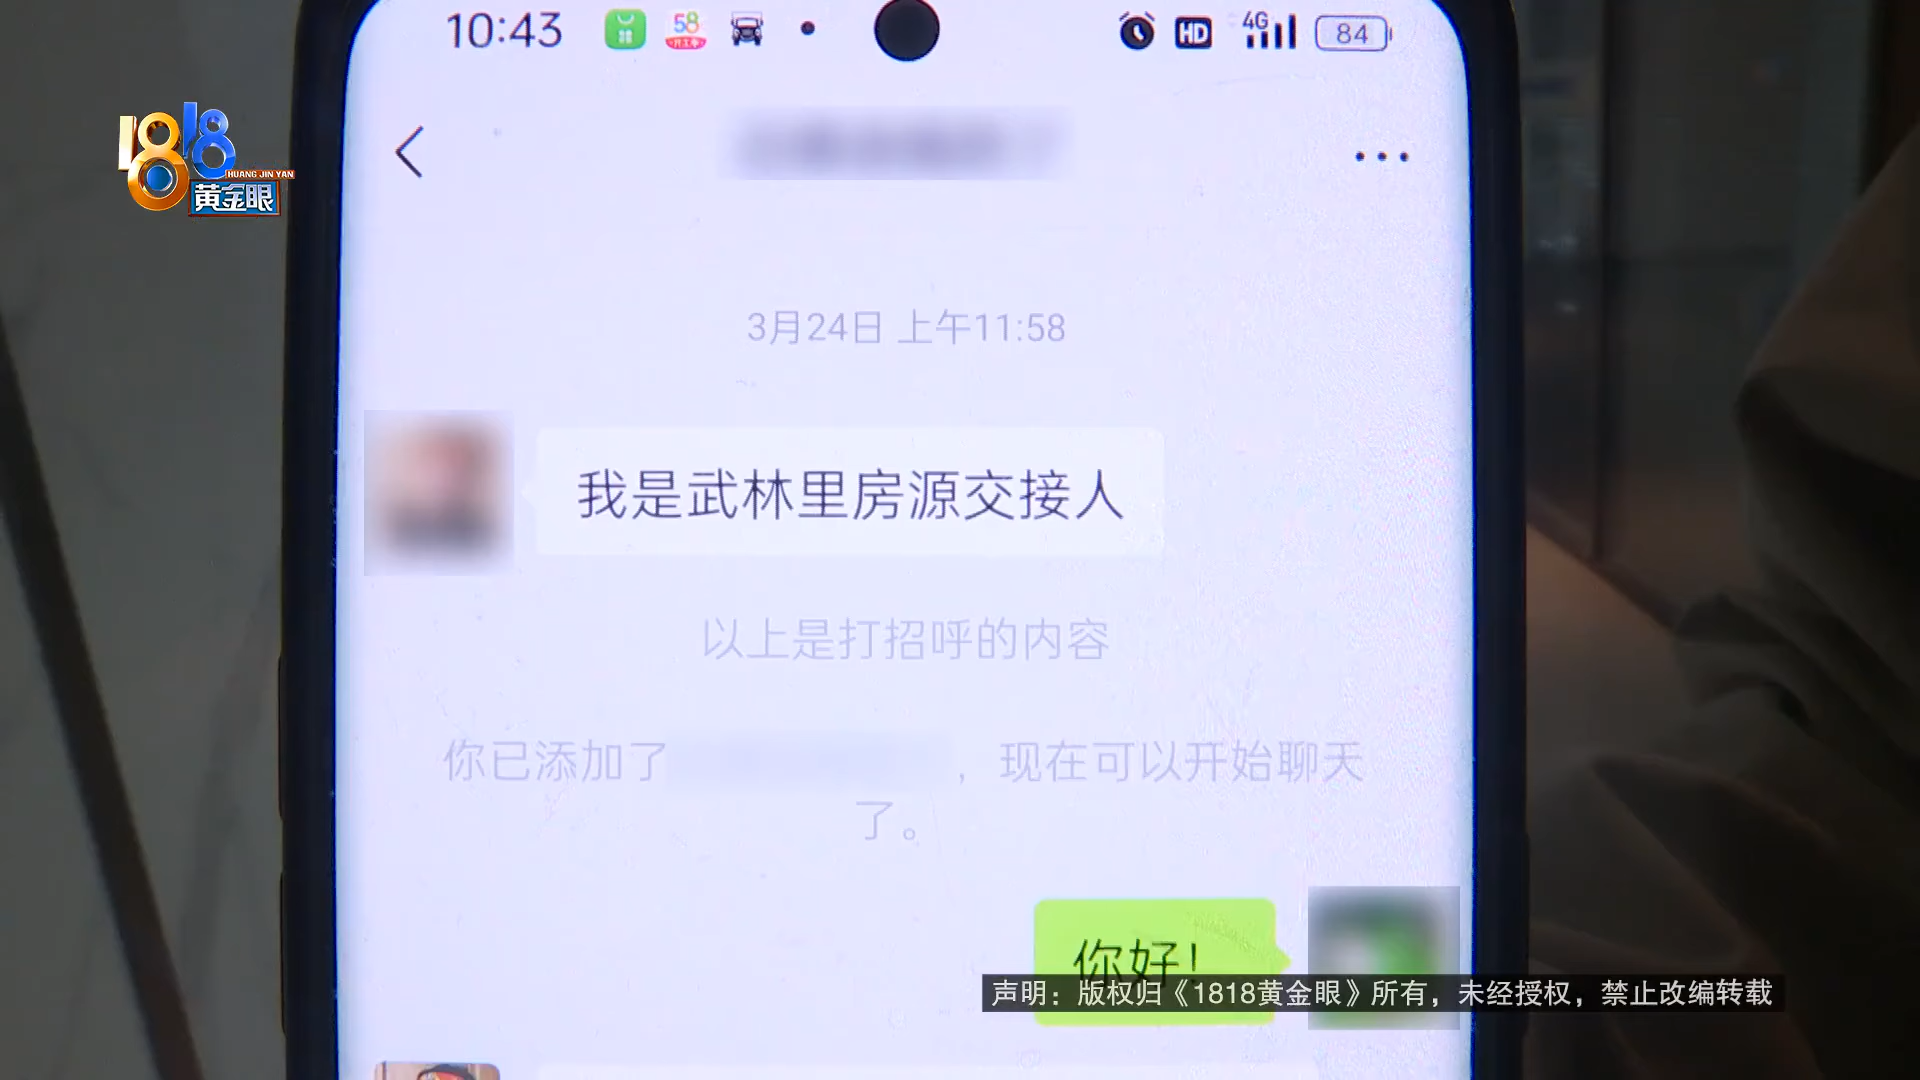 10:43
58
HD
4G
84
1818
HUANG JIN YAN
黄金眼
3月24日 上午11:58
我是武林里房源交接人
以上是打招呼的内容
你已添加了
，现在可以开始聊天
了。
你好！
声明：版权归《1818黄金眼》所有，未经授权，禁止改编转载